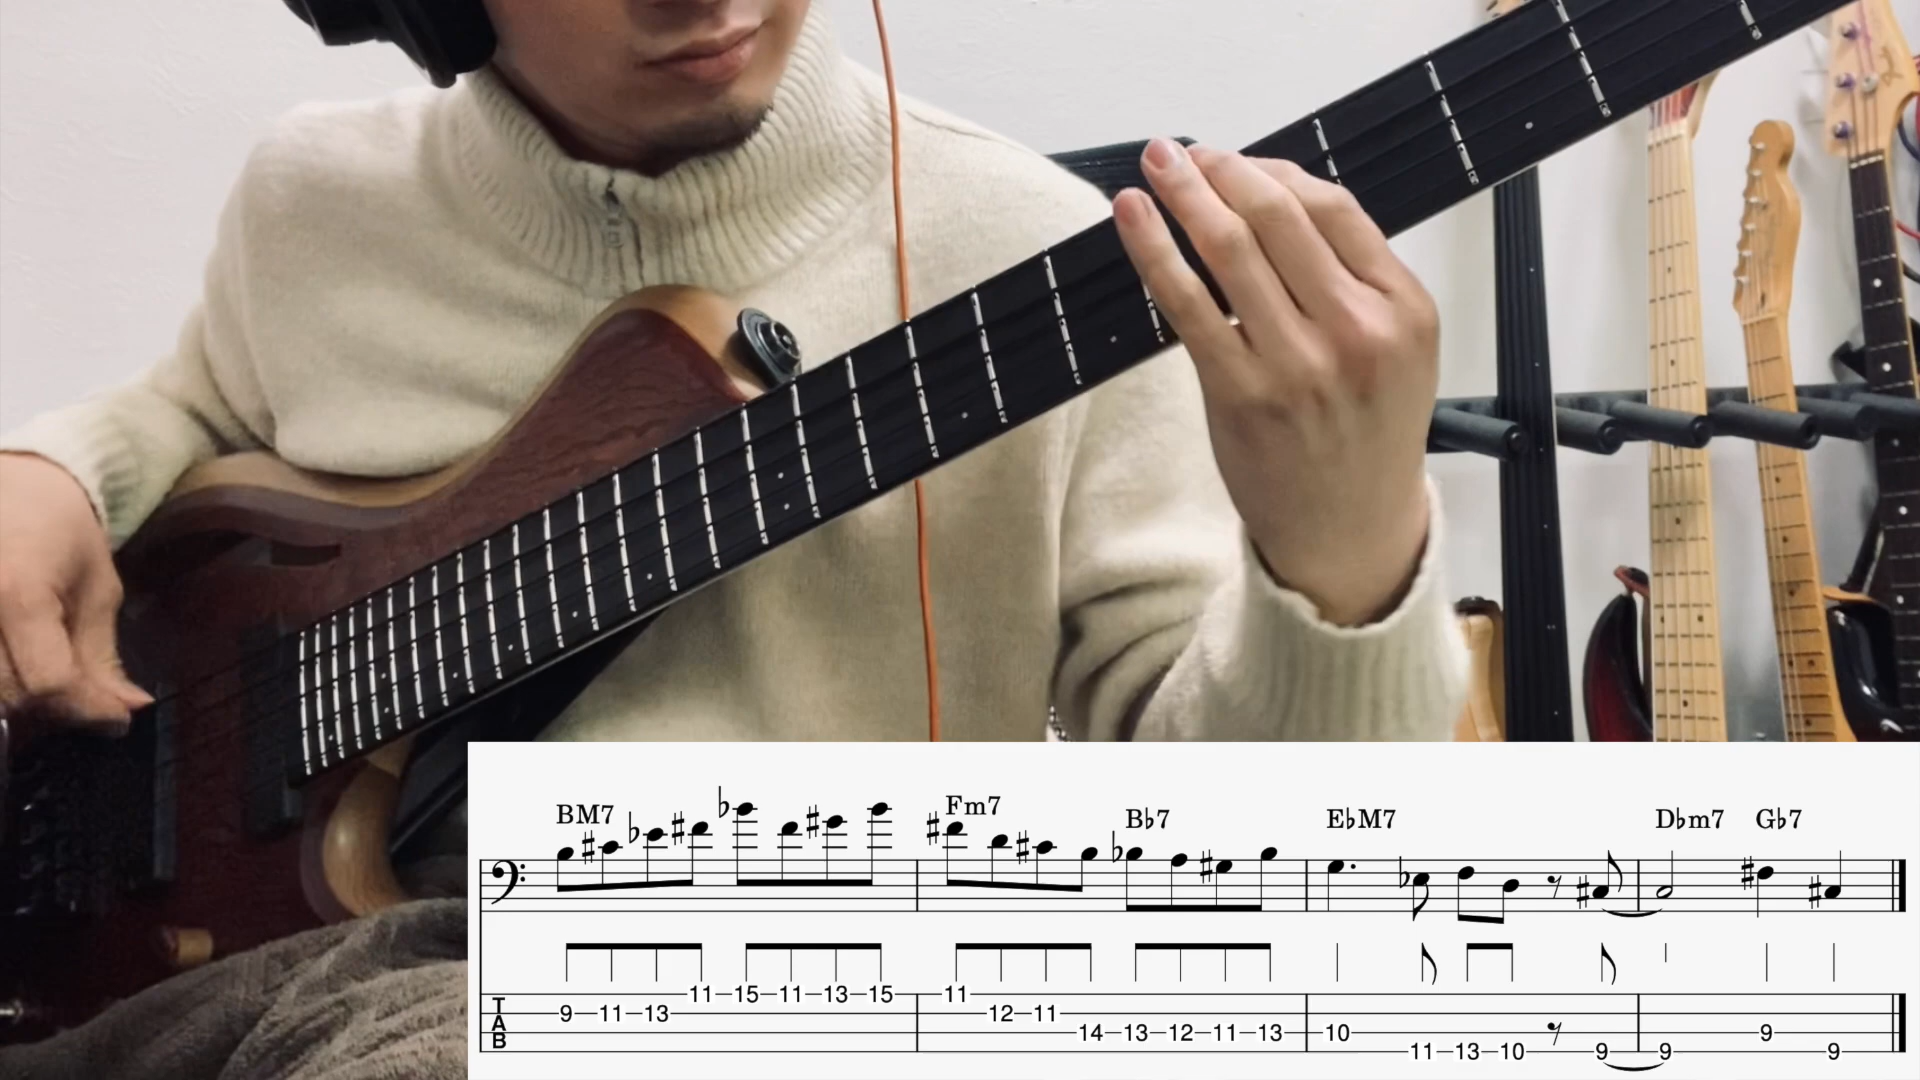 BM7 Fm7 B♭7 E♭M7 D♭m7 G♭7
T
A
B
11 15 11 13 15 11
9 11 13 12 11
14 13 12 11 13 10 9
11 13 10 9 9 9